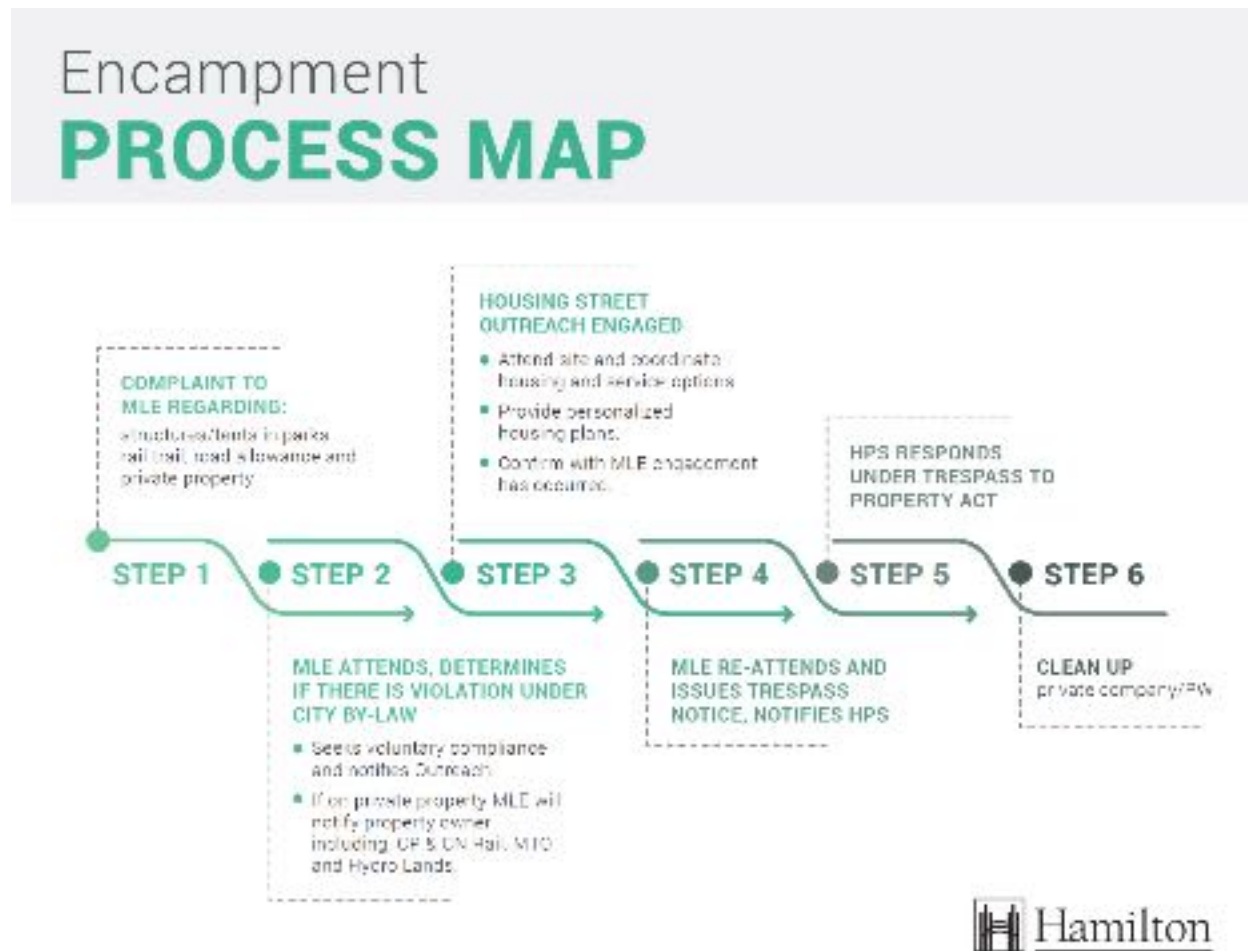 Encampment
PROCESS MAP
COMPLAINT TO
MLE REGARDING:
structures/tents in parks
rail trail, road allowance and
private property
HOUSING STREET
OUTREACH ENGAGED
• Attend site and coordinate
housing and service options
• Provide personalized
housing plans.
• Confirm with MLE engagement
has occurred.
HPS RESPONDS
UNDER TRESPASS TO
PROPERTY ACT
STEP 1
STEP 2
STEP 3
STEP 4
STEP 5
STEP 6
MLE ATTENDS, DETERMINES
IF THERE IS VIOLATION UNDER
CITY BY-LAW
• Seeks voluntary compliance
and notifies Outreach.
• If on private property MLE will
notify property owner
including, CP & CN Rail, MTO
and Hydro Lands.
MLE RE-ATTENDS AND
ISSUES TRESPASS
NOTICE, NOTIFIES HPS
CLEAN UP
private company/PW
Hamilton